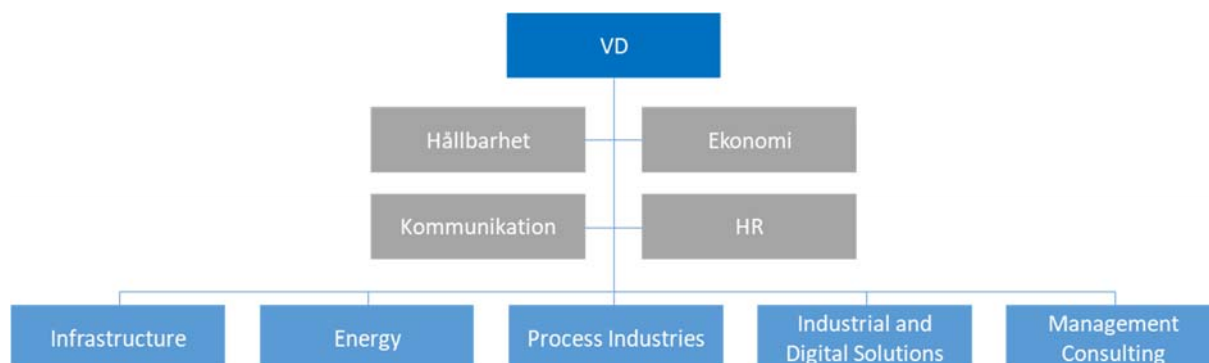 VD
Hållbarhet
Ekonomi
Kommunikation
HR
Infrastructure
Energy
Process Industries
Industrial and
Digital Solutions
Management
Consulting